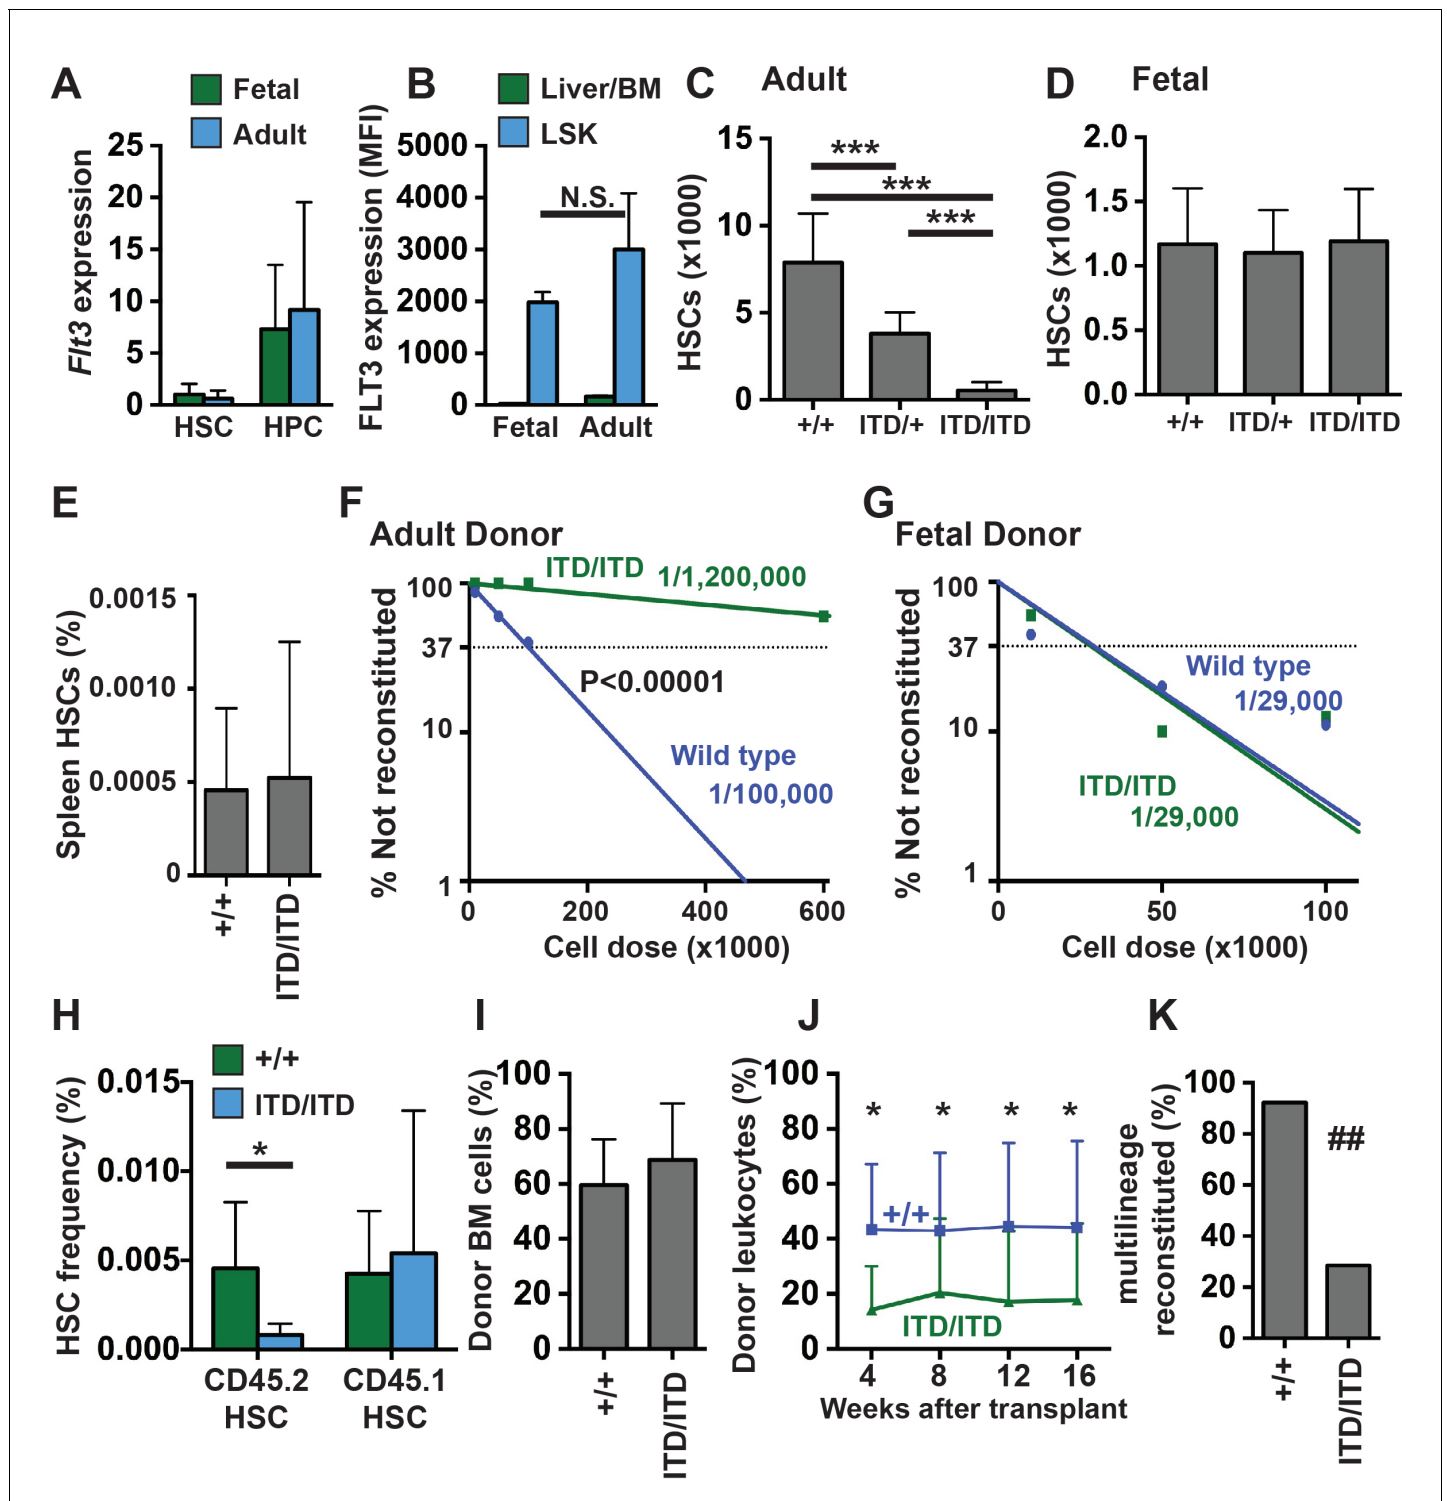 A
Fetal
Adult
Flt3 expression
25
20
15
10
5
0
HSC HPC
B
Liver/BM
LSK
FLT3 expression (MFI)
5000
4000
3000
2000
1000
0
N.S.
Fetal Adult
C Adult
HSCs (x1000)
15
10
5
0
***
***
***
+/+ ITD/+ ITD/ITD
D Fetal
HSCs (x1000)
2.0
1.5
1.0
0.5
0.0
+/+ ITD/+ ITD/ITD
E
Spleen HSCs (%)
0.0015
0.0010
0.0005
0
+/+
ITD/ITD
F
Adult Donor
% Not reconstituted
100
37
10
1
ITD/ITD 1/1,200,000
P<0.00001
Wild type
1/100,000
0 200 400 600
Cell dose (x1000)
G
Fetal Donor
% Not reconstituted
100
37
10
1
Wild type
1/29,000
ITD/ITD
1/29,000
0 50 100
Cell dose (x1000)
H
+/+
ITD/ITD
HSC frequency (%)
0.015
0.010
0.005
0.000
*
CD45.2 CD45.1
HSC HSC
I
Donor BM cells (%)
100
80
60
40
20
0
+/+
ITD/ITD
J
Donor leukocytes (%)
100
80
60
40
20
0
* * * *
+/+
ITD/ITD
4 8 12 16
Weeks after transplant
K
multilineage
reconstituted (%)
100
80
60
40
20
0
##
+/+
ITD/ITD